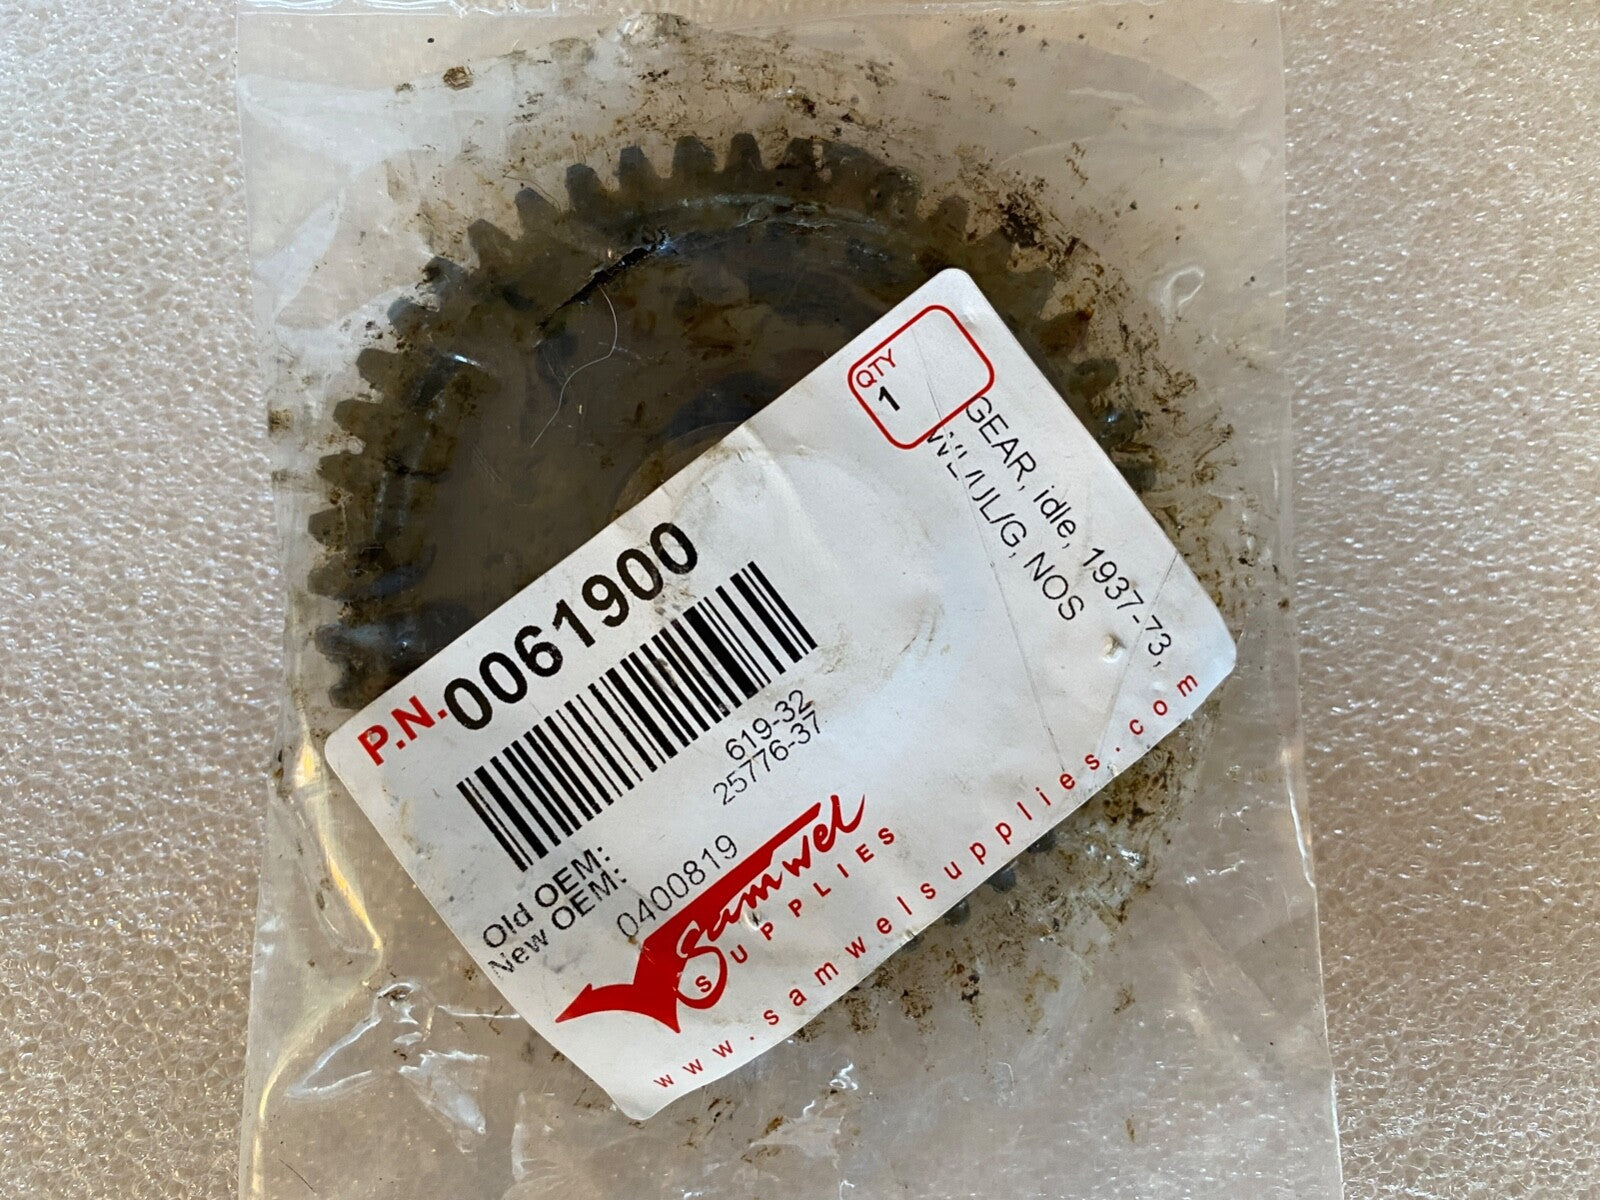 QTY
1
GEAR, idle, 1937-73,
WL/UL/G, NOS
P.N. 0061900
Old OEM: 619-32
New OEM: 25776-37
0400819
Samwel
SUPPLIES
www.samwelsupplies.com